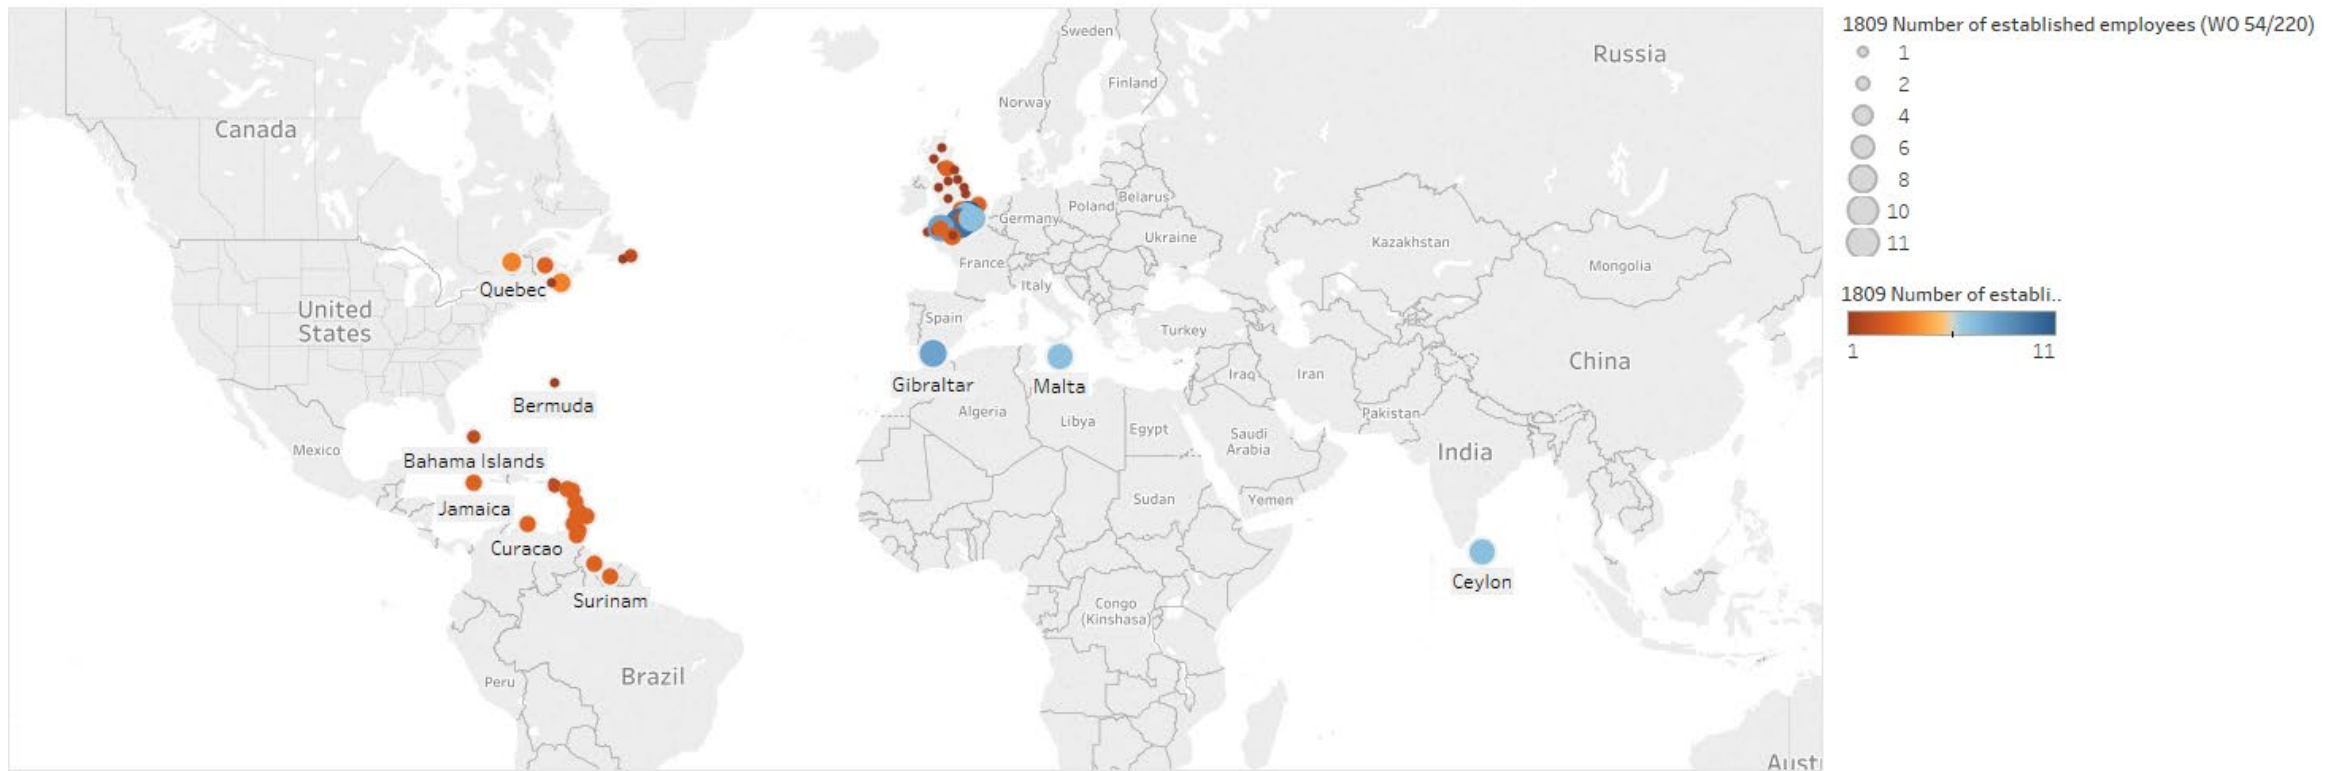 Sweden
Russia
Finland
Norway
Canada
Belarus
Poland
Germany
Ukraine
Kazakhstan
France
Mongolia
Italy
Quebec
United
States
Spain
Turkey
China
Iraq
Iran
Gibraltar
Malta
Bermuda
Algeria
Pakistan
Libya
Egypt
Saudi
Arabia
Mexico
India
Bahama Islands
Sudan
Yemen
Jamaica
Curacao
Ceylon
Surinam
Congo
(Kinshasa)
Peru
Brazil
Austr
1809 Number of established employees (WO 54/220)
1
2
4
6
8
10
11
1809 Number of establi..
1 11